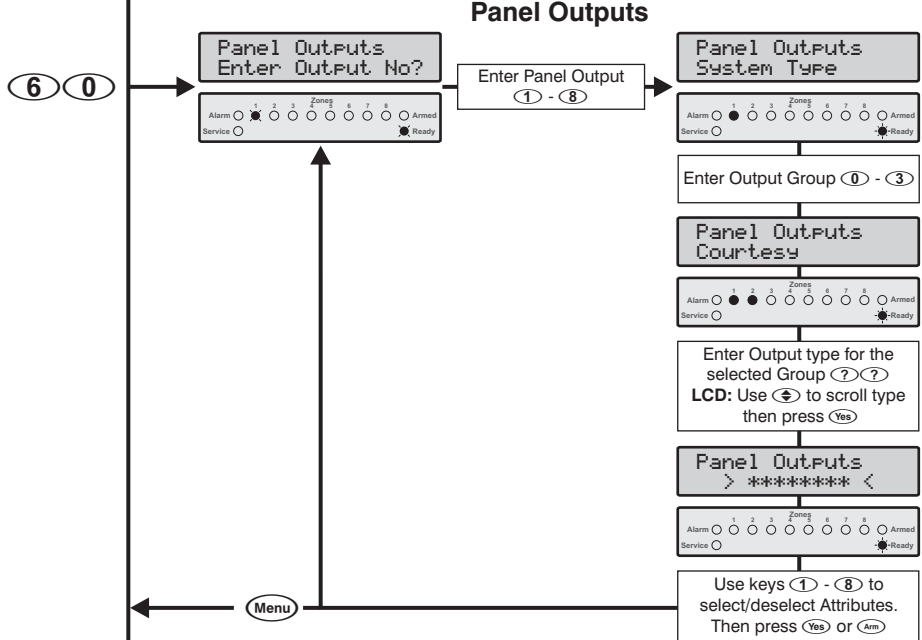 Panel Outputs
6 0
Panel Outputs
Enter Output No?
Zones
1 2 3 4 5 6 7 8
Alarm Armed
Service Ready
Enter Panel Output
1 - 8
Panel Outputs
System Type
Zones
1 2 3 4 5 6 7 8
Alarm Armed
Service Ready
Enter Output Group 0 - 3
Panel Outputs
Courtesy
Zones
1 2 3 4 5 6 7 8
Alarm Armed
Service Ready
Enter Output type for the
selected Group ? ?
LCD: Use to scroll type
then press Yes
Panel Outputs
> ******** <
Zones
1 2 3 4 5 6 7 8
Alarm Armed
Service Ready
Use keys 1 - 8 to
select/deselect Attributes.
Then press Yes or Arm
Menu